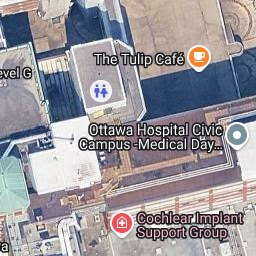 The Tulip Café
evel G
Ottawa Hospital Civic
Campus -Medical Day...
Cochlear Implant
Support Group
a